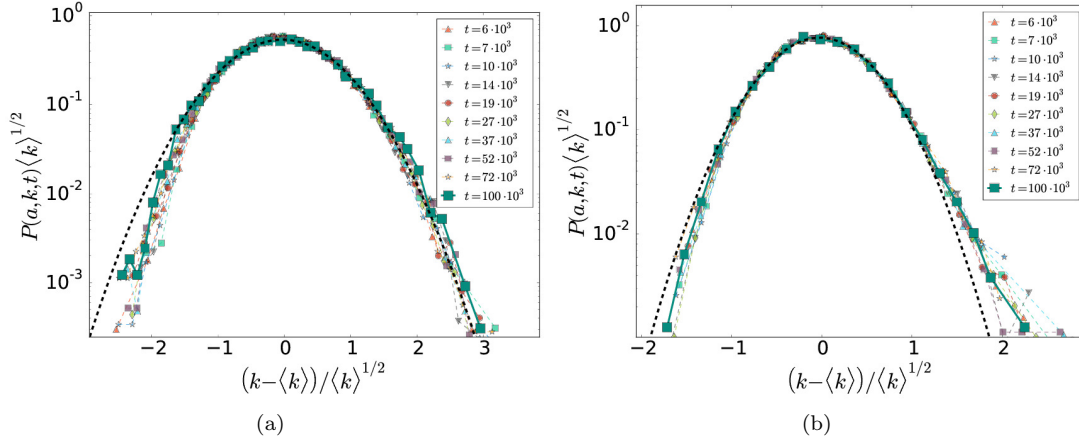 10^0
10^-1
10^-2
10^-3
P(a,k,t)⟨k⟩^1/2
t=6·10^3
t=7·10^3
t=10·10^3
t=14·10^3
t=19·10^3
t=27·10^3
t=37·10^3
t=52·10^3
t=72·10^3
t=100·10^3
−2 −1 0 1 2 3
(k−⟨k⟩)/⟨k⟩^1/2
(a)
10^0
10^-1
10^-2
P(a,k,t)⟨k⟩^1/2
t=6·10^3
t=7·10^3
t=10·10^3
t=14·10^3
t=19·10^3
t=27·10^3
t=37·10^3
t=52·10^3
t=72·10^3
t=100·10^3
−2 −1 0 1 2
(k−⟨k⟩)/⟨k⟩^1/2
(b)